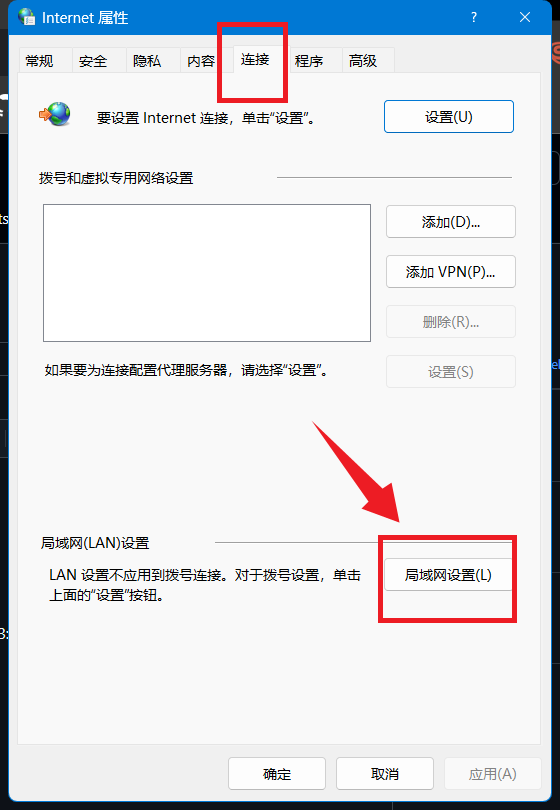 Internet 属性
?
常规 安全 隐私 内容 连接 程序 高级
要设置 Internet 连接，单击“设置”。
设置(U)
拨号和虚拟专用网络设置
添加(D)...
添加 VPN(P)...
删除(R)...
如果要为连接配置代理服务器，请选择“设置”。
设置(S)
局域网(LAN)设置
LAN 设置不应用到拨号连接。对于拨号设置，单击
上面的“设置”按钮。
局域网设置(L)
确定 取消 应用(A)